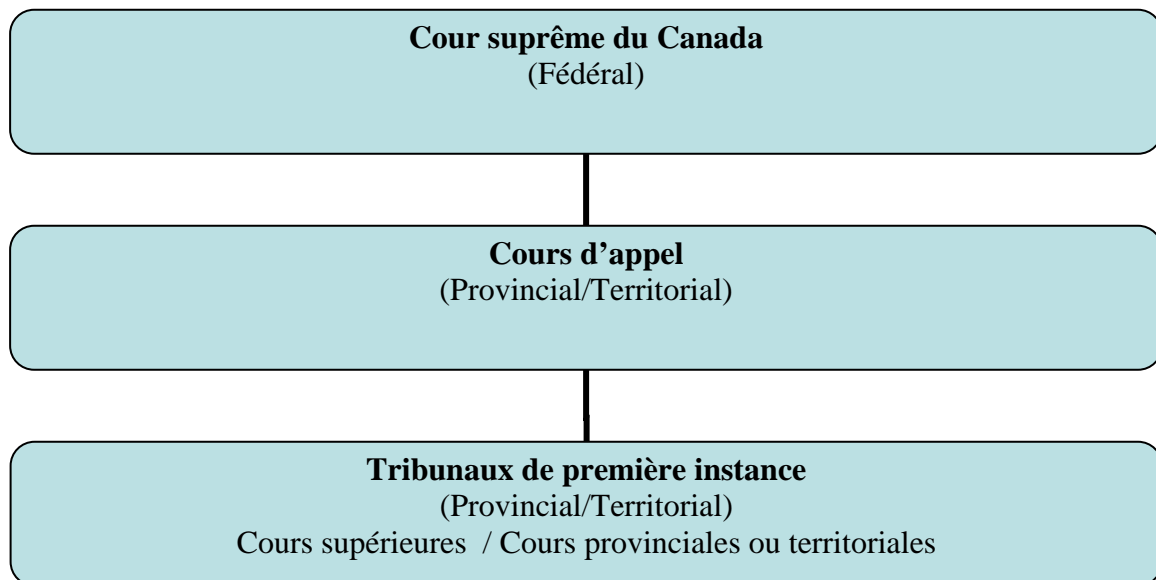 Cour suprême du Canada
(Fédéral)
Cours d’appel
(Provincial/Territorial)
Tribunaux de première instance
(Provincial/Territorial)
Cours supérieures / Cours provinciales ou territoriales